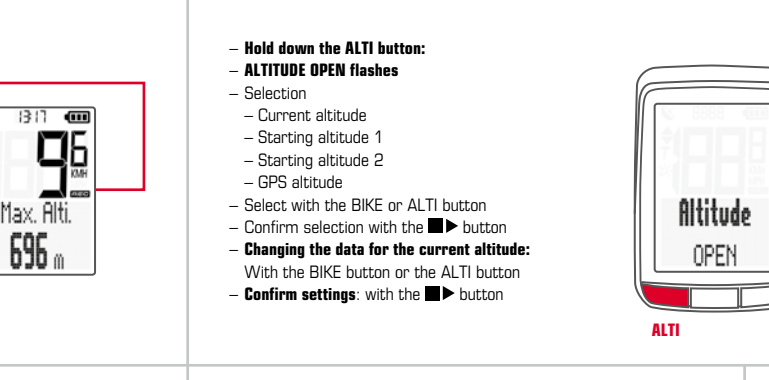 13:17
96
KMH
Max. Alti.
696 m
– Hold down the ALTI button:
– ALTITUDE OPEN flashes
– Selection
– Current altitude
– Starting altitude 1
– Starting altitude 2
– GPS altitude
– Select with the BIKE or ALTI button
– Confirm selection with the ■▶ button
– Changing the data for the current altitude:
With the BIKE button or the ALTI button
– Confirm settings: with the ■▶ button
Altitude
OPEN
ALTI